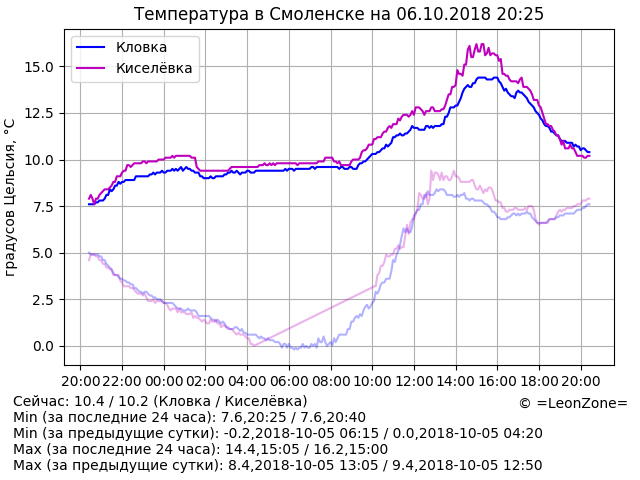 Температура в Смоленске на 06.10.2018 20:25
Кловка
Киселёвка
градусов Цельсия, °C
15.0
12.5
10.0
7.5
5.0
2.5
0.0
20:00 22:00 00:00 02:00 04:00 06:00 08:00 10:00 12:00 14:00 16:00 18:00 20:00
Сейчас: 10.4 / 10.2 (Кловка / Киселёвка)
© =LeonZone=
Min (за последние 24 часа): 7.6,20:25 / 7.6,20:40
Min (за предыдущие сутки): -0.2,2018-10-05 06:15 / 0.0,2018-10-05 04:20
Max (за последние 24 часа): 14.4,15:05 / 16.2,15:00
Max (за предыдущие сутки): 8.4,2018-10-05 13:05 / 9.4,2018-10-05 12:50